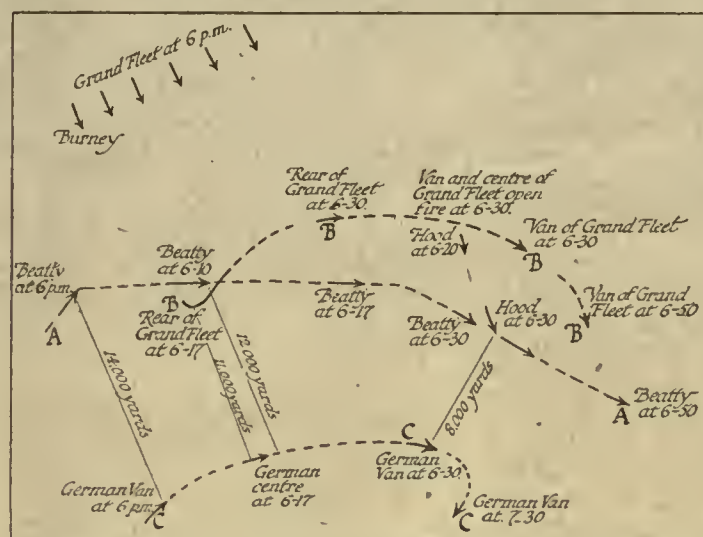 Grand Fleet at 6 p.m.
Burney
Rear of
Grand Fleet
at 6-30.
B
Van and centre of
Grand Fleet open
fire at 6-30.
Hood
at 6-20
Van of Grand Fleet
at 6-30
B
Beatty
at 6 p.m.
A
Beatty
at 6-10
B
Rear of
Grand Fleet
at 6-17
Beatty
at 6-17
Beatty
at 6-30
Hood
at 6-30
Van of Grand
Fleet at 6-50
B
Beatty
at 6-50
A
14.000 yards
12.000 yards
8.000 yards
German Van
at 6 p.m.
C
German
centre
at 6-17
C
German
Van at 6-30.
German Van
at. 7-30
C